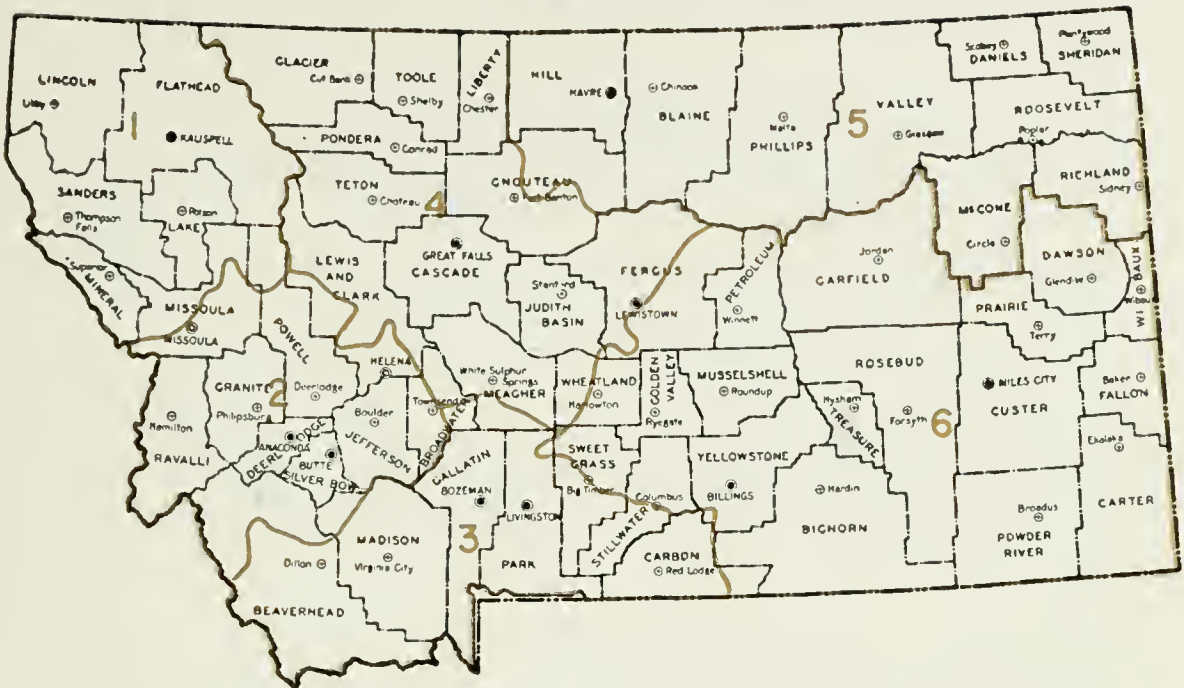 LINCOLN
Libby
FLATHEAD
1
KALISPELL
GLACIER
Cut Bank
TOOLE
Shelby
LIBERTY
Chester
HILL
HAVRE
Chinook
BLAINE
Malta
PHILLIPS
VALLEY
5
Glasgow
Scobey
DANIELS
Plentywood
SHERIDAN
ROOSEVELT
Poplar
RICHLAND
Sidney
PONDERA
Conrad
TETON
Choteau
4
CHOUTEAU
Fort Benton
SANDERS
Thompson
Falls
Polson
LAKE
Superior
MINERAL
MISSOULA
MISSOULA
LEWIS
AND
CLARK
GREAT FALLS
CASCADE
Stanford
JUDITH
BASIN
FERGUS
LEWISTOWN
PETROLEUM
Winnett
Jordan
GARFIELD
McCONE
Circle
DAWSON
Glendive
WIBAUX
Wibaux
PRAIRIE
Terry
POWELL
HELENA
White Sulphur
Springs
MEAGHER
WHEATLAND
Harlowton
GOLDEN
VALLEY
Ryegate
MUSSELSHELL
Roundup
ROSEBUD
MILES CITY
CUSTER
Baker
FALLON
GRANITE
2
Philipsburg
Deerlodge
Boulder
Townsend
BROADWATER
Hamilton
RAVALLI
ANACONDA
DEERLODGE
BUTTE
SILVER BOW
JEFFERSON
GALLATIN
BOZEMAN
LIVINGSTON
SWEET
GRASS
Big Timber
Columbus
STILLWATER
YELLOWSTONE
BILLINGS
Hysham
TREASURE
Forsyth
6
Ekalaka
Hardin
BIGHORN
Broadus
POWDER
RIVER
CARTER
MADISON
Virginia City
3
PARK
CARBON
Red Lodge
Dillon
BEAVERHEAD